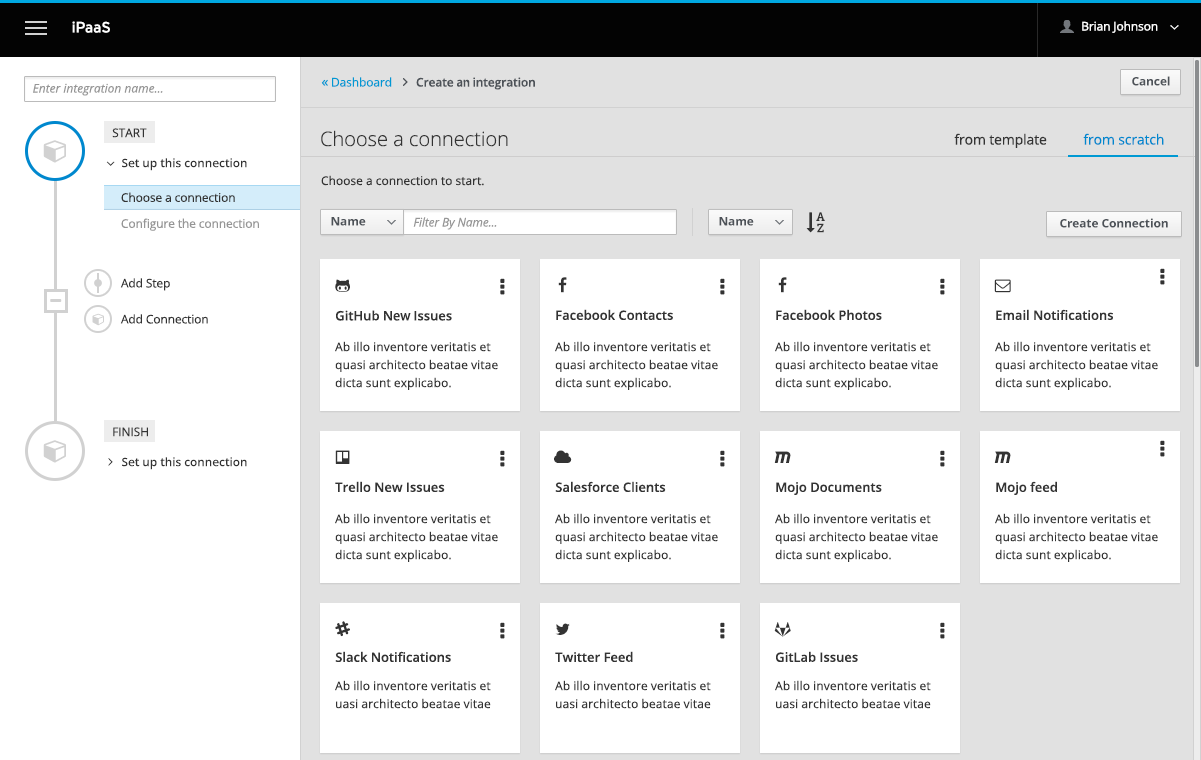 iPaaS
Brian Johnson
Enter integration name...
START
Set up this connection
Choose a connection
Configure the connection
Add Step
Add Connection
FINISH
Set up this connection
« Dashboard > Create an integration
Cancel
Choose a connection
from template
from scratch
Choose a connection to start.
Name
Filter By Name...
Name
A
Z
Create Connection
GitHub New Issues
Ab illo inventore veritatis et
quasi architecto beatae vitae
dicta sunt explicabo.
Facebook Contacts
Ab illo inventore veritatis et
quasi architecto beatae vitae
dicta sunt explicabo.
Facebook Photos
Ab illo inventore veritatis et
quasi architecto beatae vitae
dicta sunt explicabo.
Email Notifications
Ab illo inventore veritatis et
quasi architecto beatae vitae
dicta sunt explicabo.
Trello New Issues
Ab illo inventore veritatis et
quasi architecto beatae vitae
dicta sunt explicabo.
Salesforce Clients
Ab illo inventore veritatis et
quasi architecto beatae vitae
dicta sunt explicabo.
Mojo Documents
Ab illo inventore veritatis et
quasi architecto beatae vitae
dicta sunt explicabo.
Mojo feed
Ab illo inventore veritatis et
quasi architecto beatae vitae
dicta sunt explicabo.
Slack Notifications
Ab illo inventore veritatis et
uasi architecto beatae vitae
Twitter Feed
Ab illo inventore veritatis et
uasi architecto beatae vitae
GitLab Issues
Ab illo inventore veritatis et
uasi architecto beatae vitae